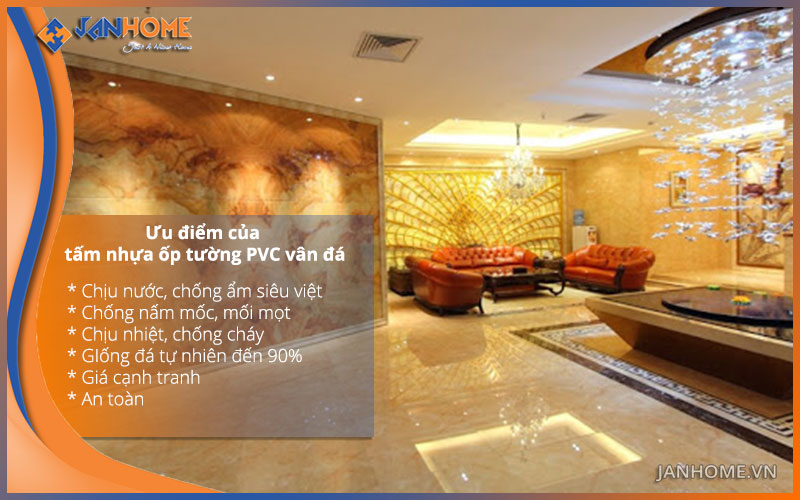 JANHOME
Ưu điểm của
tấm nhựa ốp tường PVC vân đá
* Chịu nước, chống ẩm siêu việt
* Chống nấm mốc, mối mọt
* Chịu nhiệt, chống cháy
* GIống đá tự nhiên đến 90%
* Giá cạnh tranh
* An toàn
JANHOME.VN